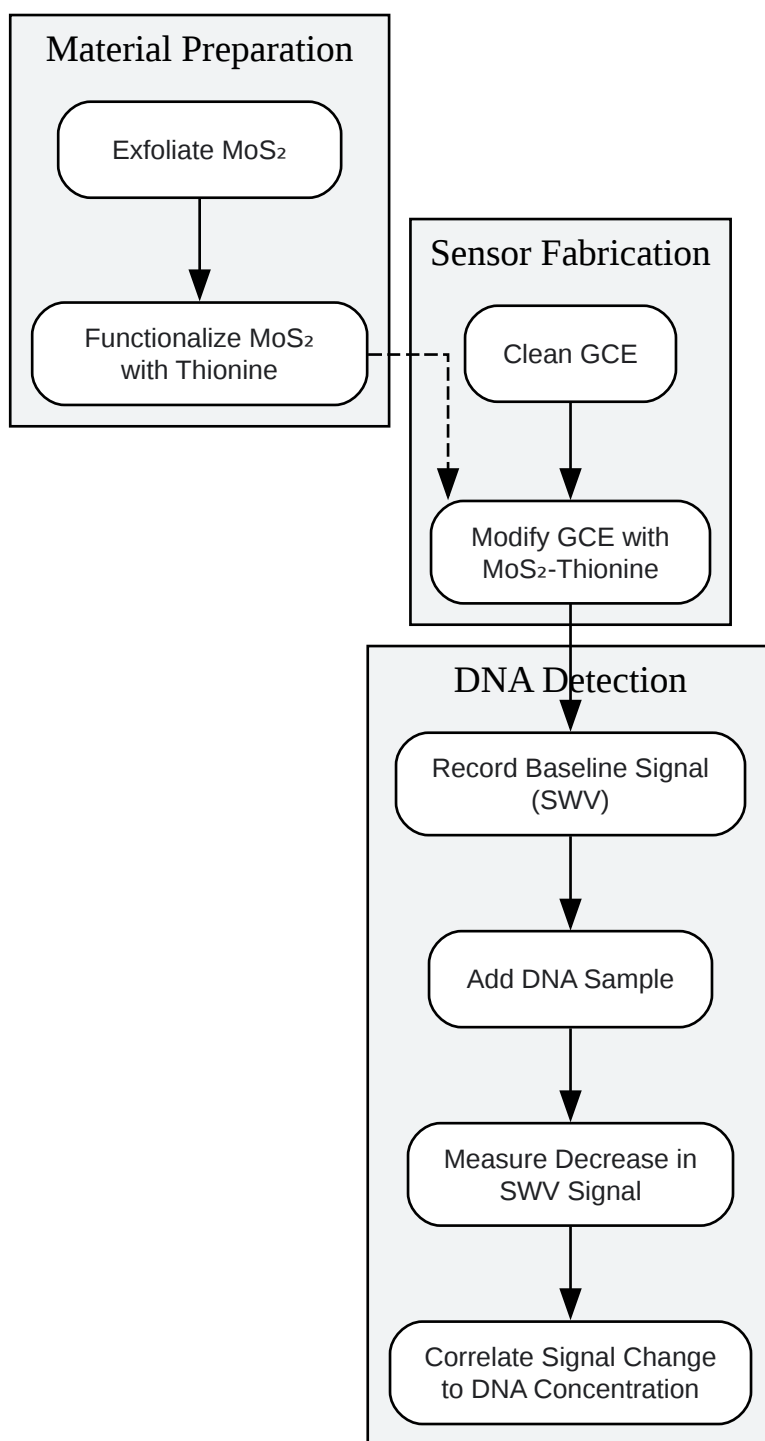 Material Preparation
Exfoliate MoS₂
Functionalize MoS₂
with Thionine
Sensor Fabrication
Clean GCE
Modify GCE with
MoS₂-Thionine
DNA Detection
Record Baseline Signal
(SWV)
Add DNA Sample
Measure Decrease in
SWV Signal
Correlate Signal Change
to DNA Concentration